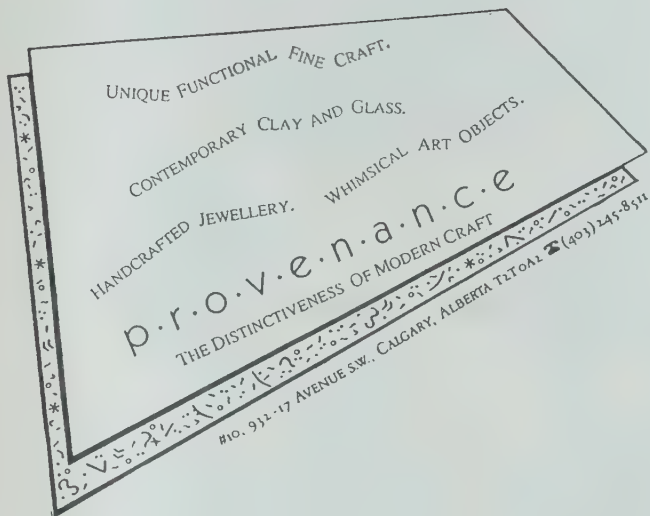 UNIQUE FUNCTIONAL FINE CRAFT.
CONTEMPORARY CLAY AND GLASS.
HANDCRAFTED JEWELLERY. WHIMSICAL ART OBJECTS.
p·r·o·v·e·n·a·n·c·e
THE DISTINCTIVENESS OF MODERN CRAFT
#10, 932-17 AVENUE S.W., CALGARY, ALBERTA T2T0A2 ☎(403) 245-8511